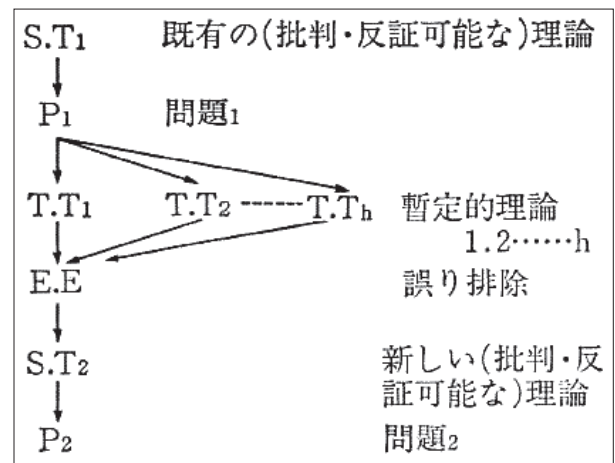 S.T1 既有の(批判・反証可能な)理論
P1 問題1
T.T1 T.T2 T.Th 暫定的理論
1.2……h
E.E 誤り排除
S.T2 新しい(批判・反
証可能な)理論
P2 問題2